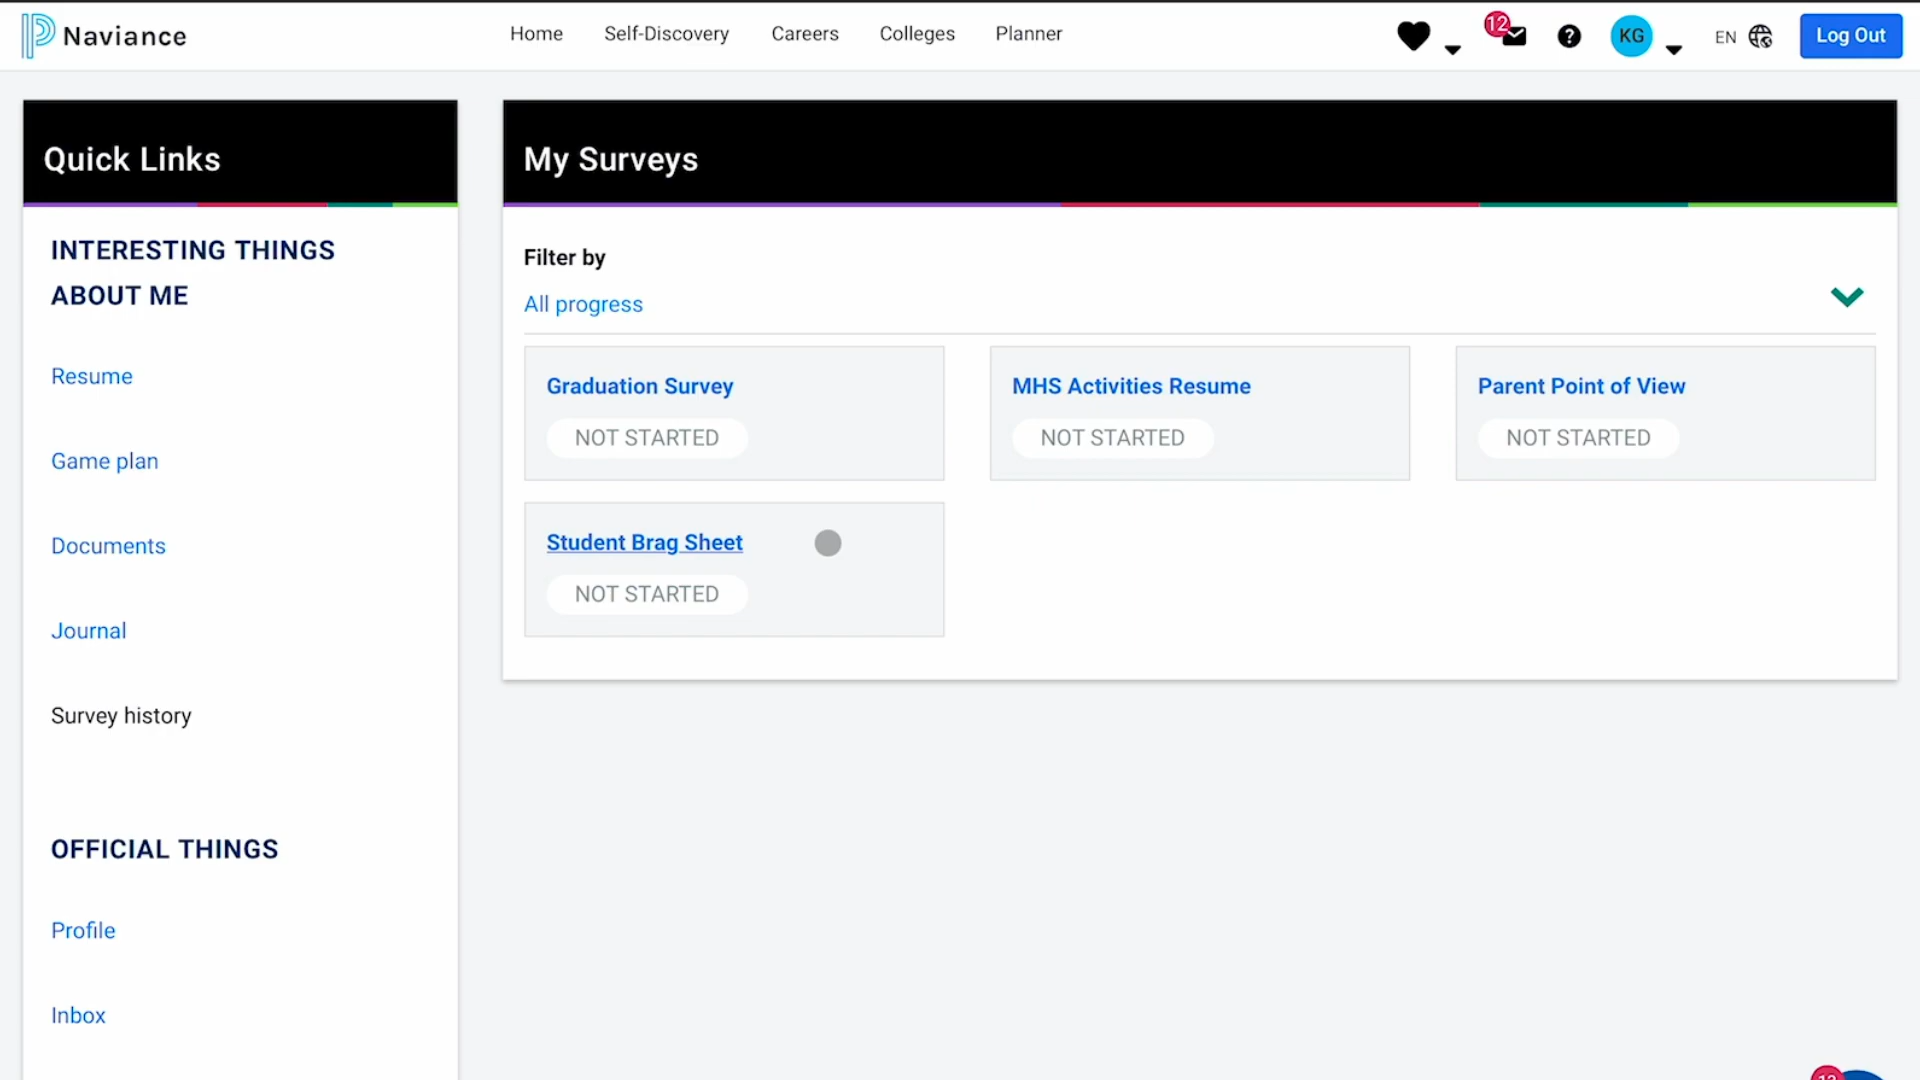 Naviance
Home
Self-Discovery
Careers
Colleges
Planner
12
KG
EN
Log Out
Quick Links
INTERESTING THINGS
ABOUT ME
Resume
Game plan
Documents
Journal
Survey history
OFFICIAL THINGS
Profile
Inbox
My Surveys
Filter by
All progress
Graduation Survey
NOT STARTED
MHS Activities Resume
NOT STARTED
Parent Point of View
NOT STARTED
Student Brag Sheet
NOT STARTED